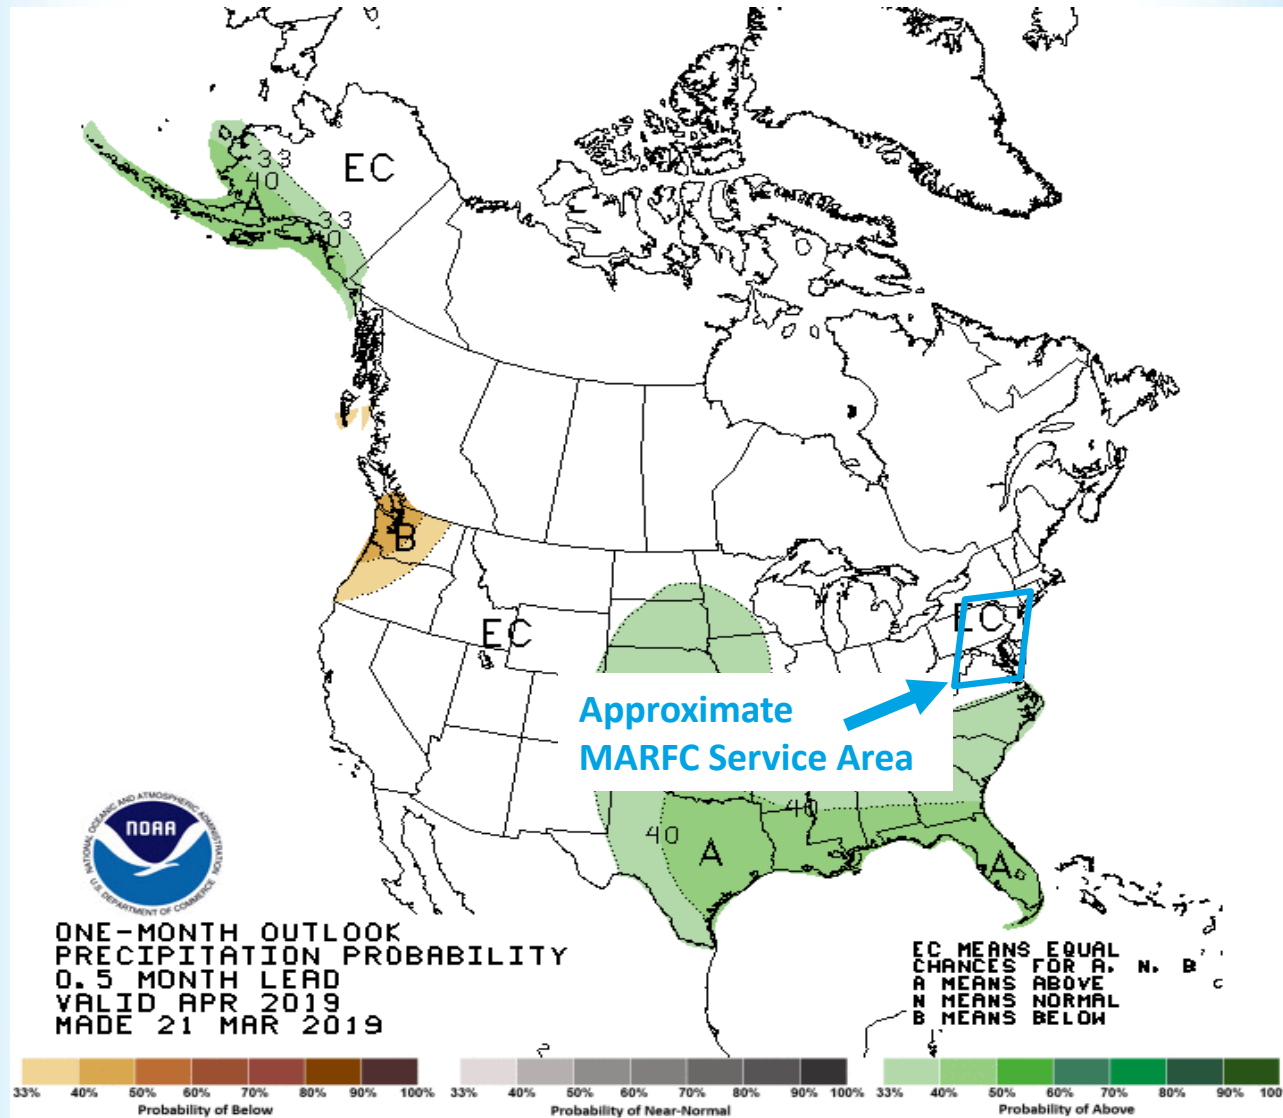 33
40
A
EC
33
40
B
EC
EC
Approximate
MARFC Service Area
40
40
A
A
NATIONAL OCEANIC AND ATMOSPHERIC ADMINISTRATION
NOAA
U.S. DEPARTMENT OF COMMERCE
ONE-MONTH OUTLOOK
PRECIPITATION PROBABILITY
0.5 MONTH LEAD
VALID APR 2019
MADE 21 MAR 2019
EC MEANS EQUAL
CHANCES FOR A, N, B
A MEANS ABOVE
N MEANS NORMAL
B MEANS BELOW
33% 40% 50% 60% 70% 80% 90% 100%
Probability of Below
33% 40% 50% 60% 70% 80% 90% 100%
Probability of Near-Normal
33% 40% 50% 60% 70% 80% 90% 100
Probability of Above